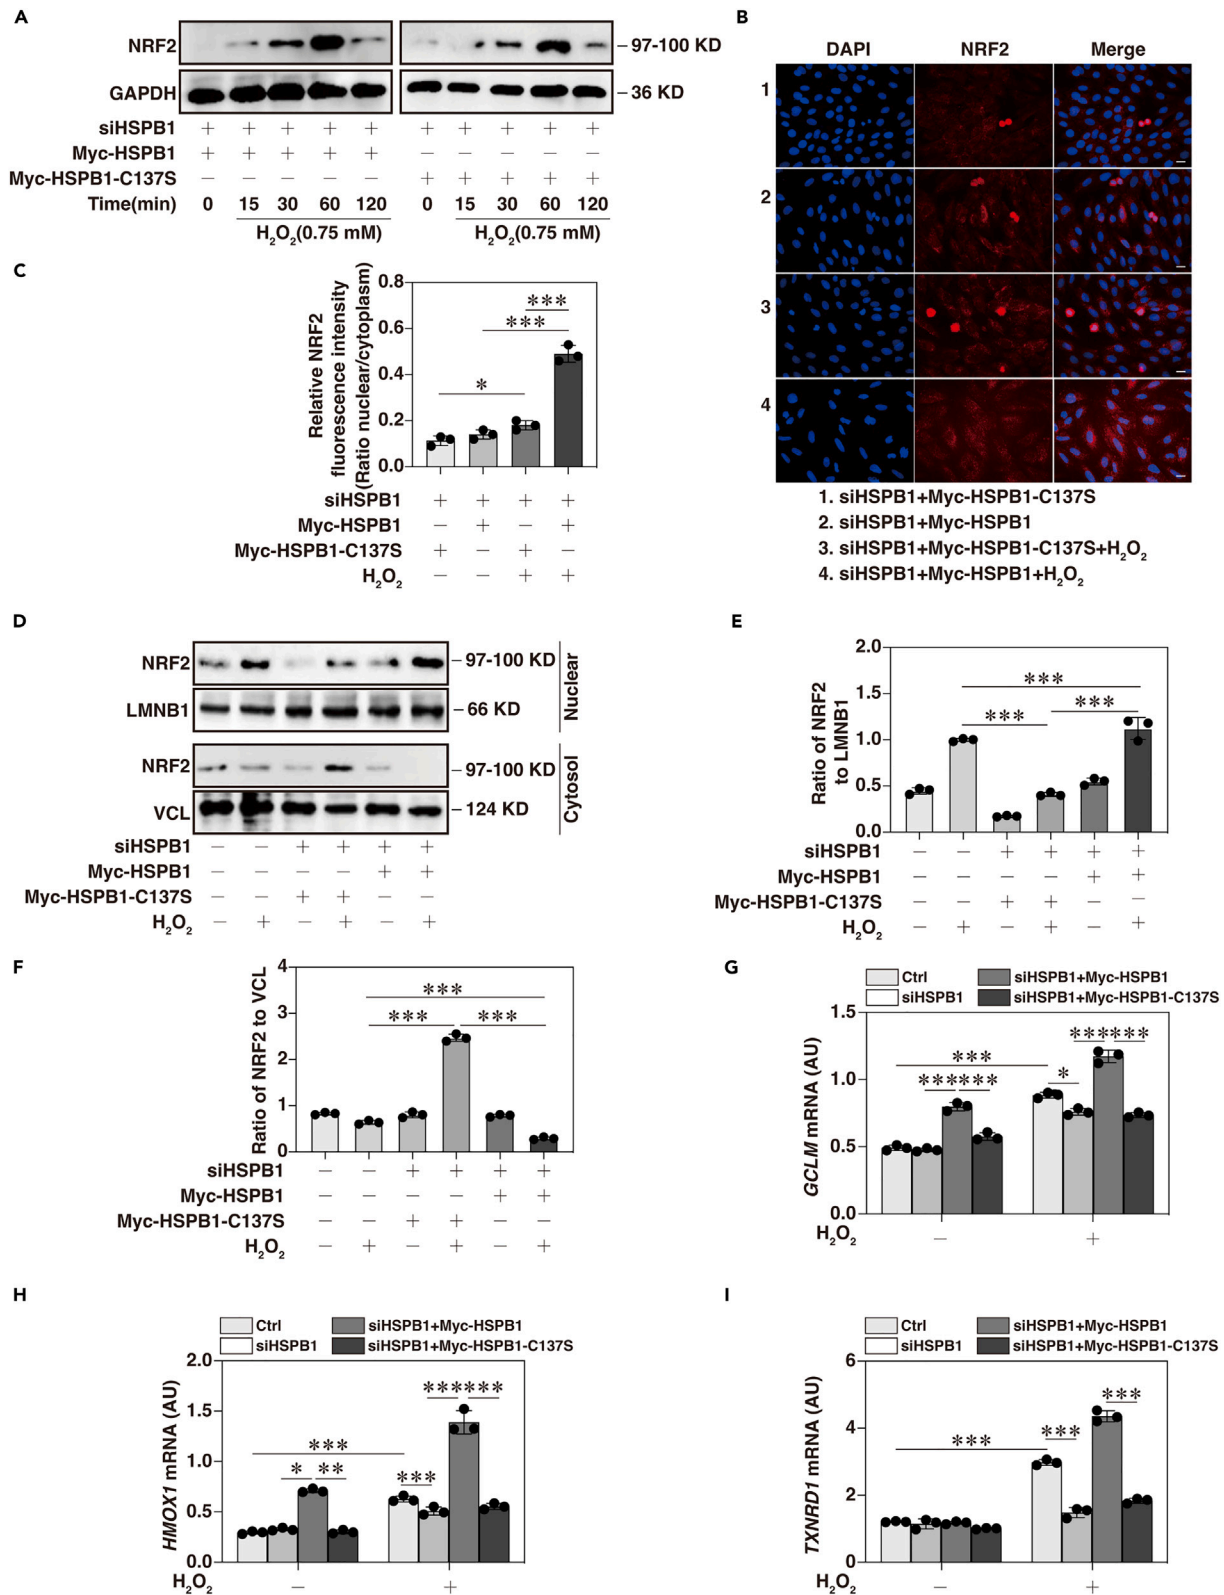 A
NRF2
97-100 KD
GAPDH
36 KD
siHSPB1 + + + + + + + + + +
Myc-HSPB1 + + + + + − − − − −
Myc-HSPB1-C137S − − − − − + + + + +
Time(min) 0 15 30 60 120 0 15 30 60 120
H₂O₂(0.75 mM) H₂O₂(0.75 mM)
B
DAPI NRF2 Merge
1
2
3
4
1. siHSPB1+Myc-HSPB1-C137S
2. siHSPB1+Myc-HSPB1
3. siHSPB1+Myc-HSPB1-C137S+H₂O₂
4. siHSPB1+Myc-HSPB1+H₂O₂
C
Relative NRF2
fluorescence intensity
(Ratio nuclear/cytoplasm)
0.8
0.6
0.4
0.2
0.0
***
***
*
siHSPB1 + + + +
Myc-HSPB1 − + − +
Myc-HSPB1-C137S + − + −
H₂O₂ − − + +
D
NRF2
97-100 KD
LMNB1
66 KD
Nuclear
NRF2
97-100 KD
VCL
124 KD
Cytosol
siHSPB1 − − + + + +
Myc-HSPB1 − − − − + +
Myc-HSPB1-C137S − − + + − −
H₂O₂ − + − + − +
E
Ratio of NRF2
to LMNB1
2.0
1.5
1.0
0.5
0.0
***
***
***
siHSPB1 − − + + + +
Myc-HSPB1 − − − − + +
Myc-HSPB1-C137S − − + + − −
H₂O₂ − + − + − +
F
Ratio of NRF2 to VCL
4
3
2
1
0
***
*** ***
siHSPB1 − − + + + +
Myc-HSPB1 − − − − + +
Myc-HSPB1-C137S − − + + − −
H₂O₂ − + − + − +
G
Ctrl siHSPB1+Myc-HSPB1
siHSPB1 siHSPB1+Myc-HSPB1-C137S
GCLM mRNA (AU)
1.5
1.0
0.5
0.0
******
***
*
******
H₂O₂ − +
H
Ctrl siHSPB1+Myc-HSPB1
siHSPB1 siHSPB1+Myc-HSPB1-C137S
HMOX1 mRNA (AU)
2.0
1.5
1.0
0.5
0.0
******
***
* **
***
H₂O₂ − +
I
Ctrl siHSPB1+Myc-HSPB1
siHSPB1 siHSPB1+Myc-HSPB1-C137S
TXNRD1 mRNA (AU)
6
4
2
0
***
***
***
H₂O₂ − +